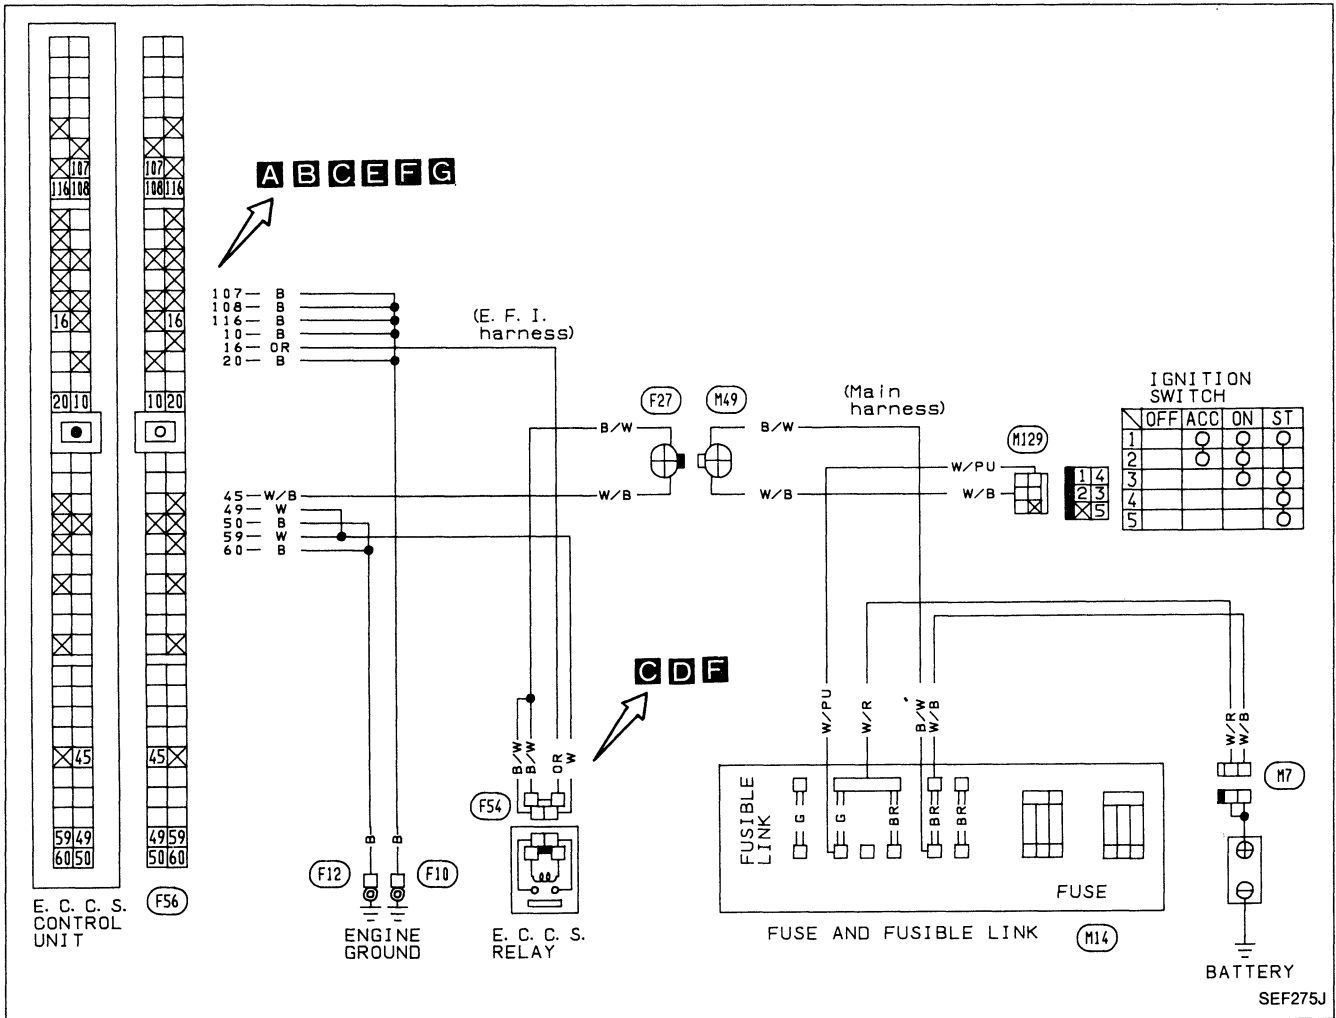 107 107
116 108 108 116
A B C E F G
16 16
107 — B
108 — B
116 — B
10 — B
16 — OR
20 — B
(E. F. I.
harness)
20 10 10 20
F27 M49
(Main
harness)
IGNITION
SWITCH
OFF ACC ON ST
1
2
3
4
5
M129
B/W B/W
W/PU
W/B W/B W/B
1 4
2 3
5
45 — W/B
49 — W
50 — B
59 — W
60 — B
C D F
W/PU W/R B/W W/B W/R W/B
B/W B/W OR W
45 45
F54
M7
FUSIBLE
LINK
G G BR BR BR
59 49 49 59
60 50 50 60
B B
F12 F10
FUSE
F56
E. C. C. S.
CONTROL
UNIT
ENGINE
GROUND
E. C. C. S.
RELAY
FUSE AND FUSIBLE LINK M14
BATTERY
SEF275J